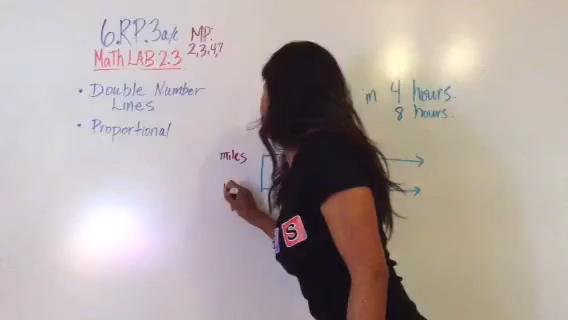 6.RP.3a/c MP:
2,3,4,7
Math LAB 2.3
• Double Number
Lines
• Proportional
in 4 hours.
8 hours.
miles
S